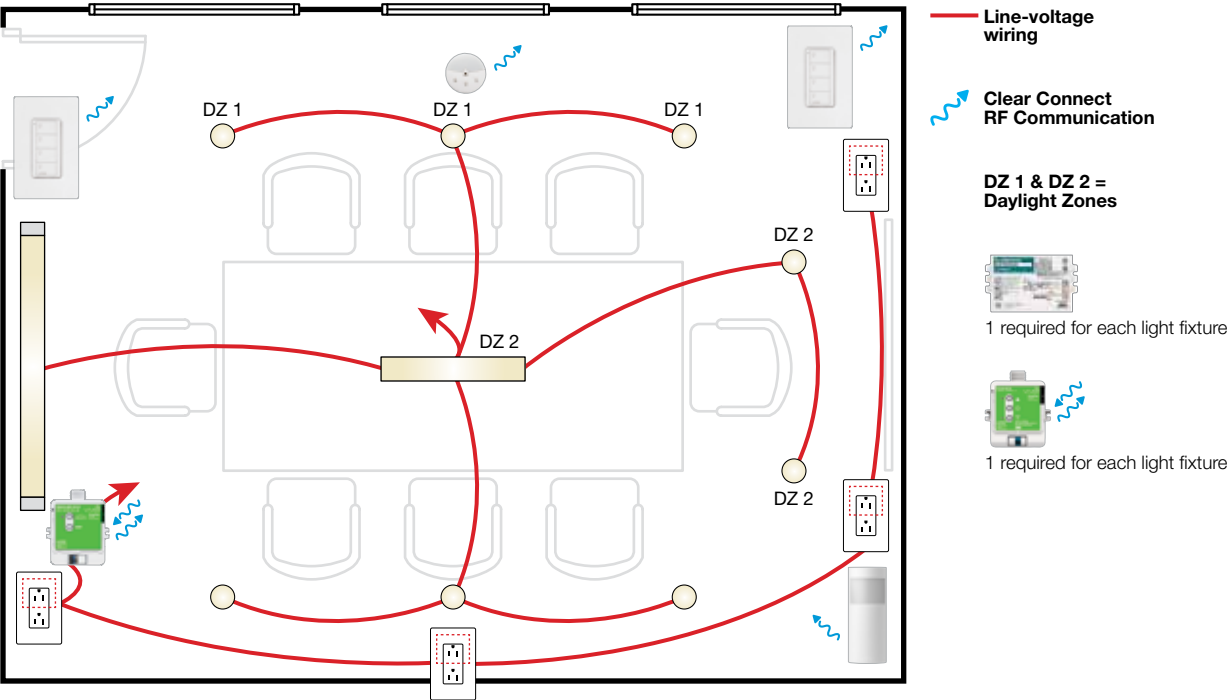 Line-voltage
wiring
Clear Connect
RF Communication
DZ 1 & DZ 2 =
Daylight Zones
1 required for each light fixture
1 required for each light fixture
DZ 1
DZ 1
DZ 1
DZ 2
DZ 2
DZ 2